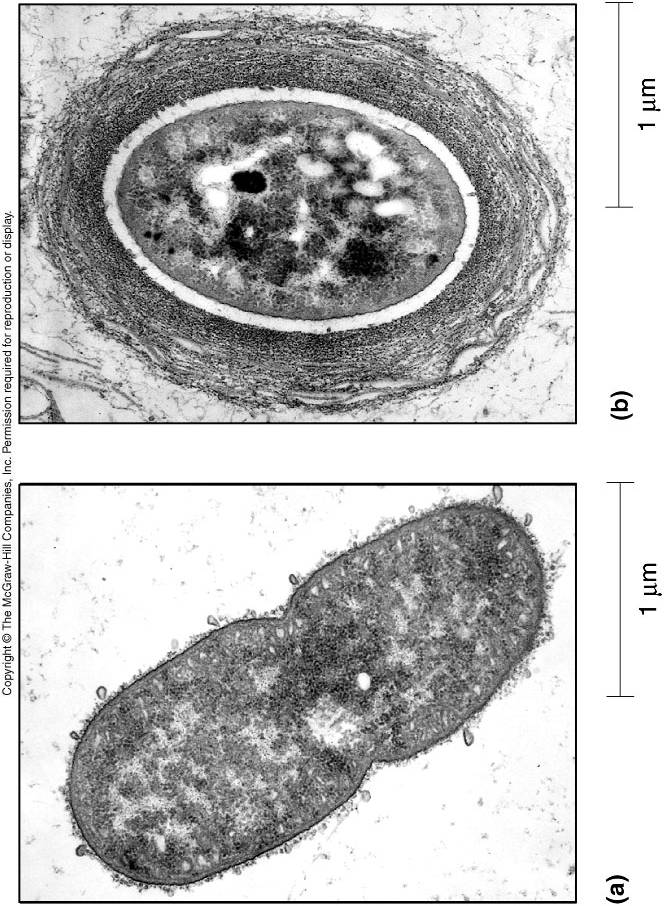 Copyright © The McGraw-Hill Companies, Inc. Permission required for reproduction or display.
(a)
1 μm
(b)
1 μm